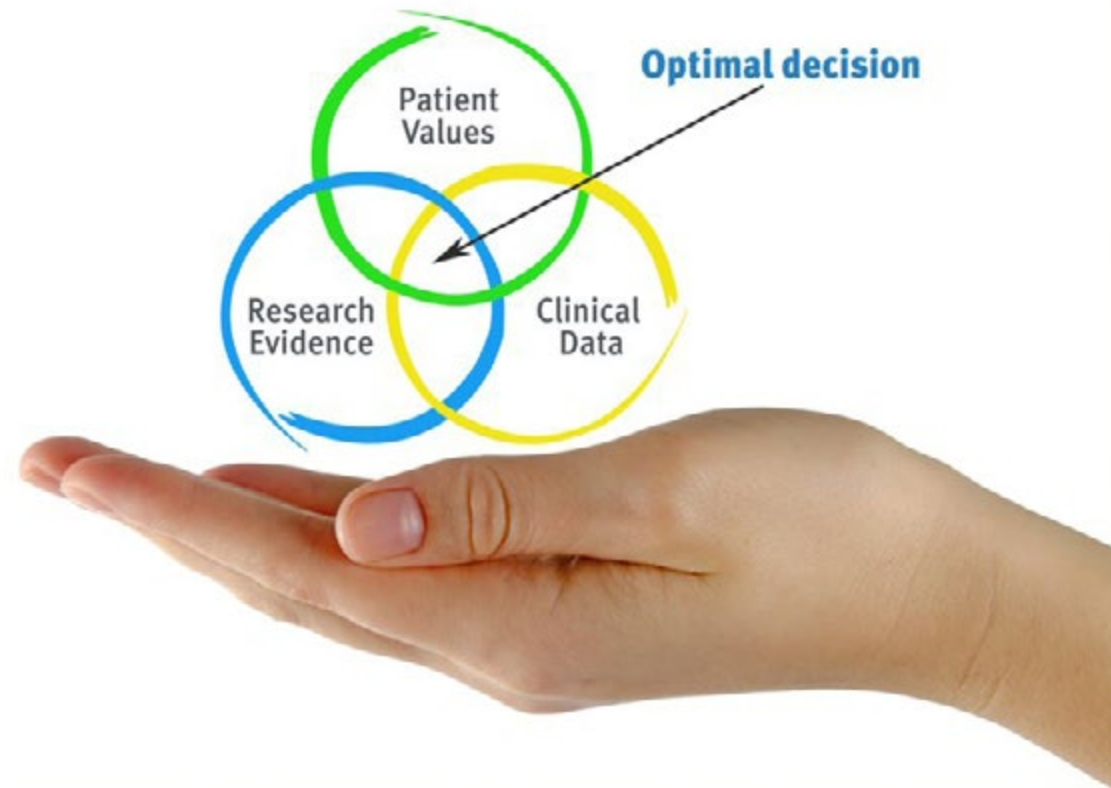 Optimal decision
Patient
Values
Research
Evidence
Clinical
Data